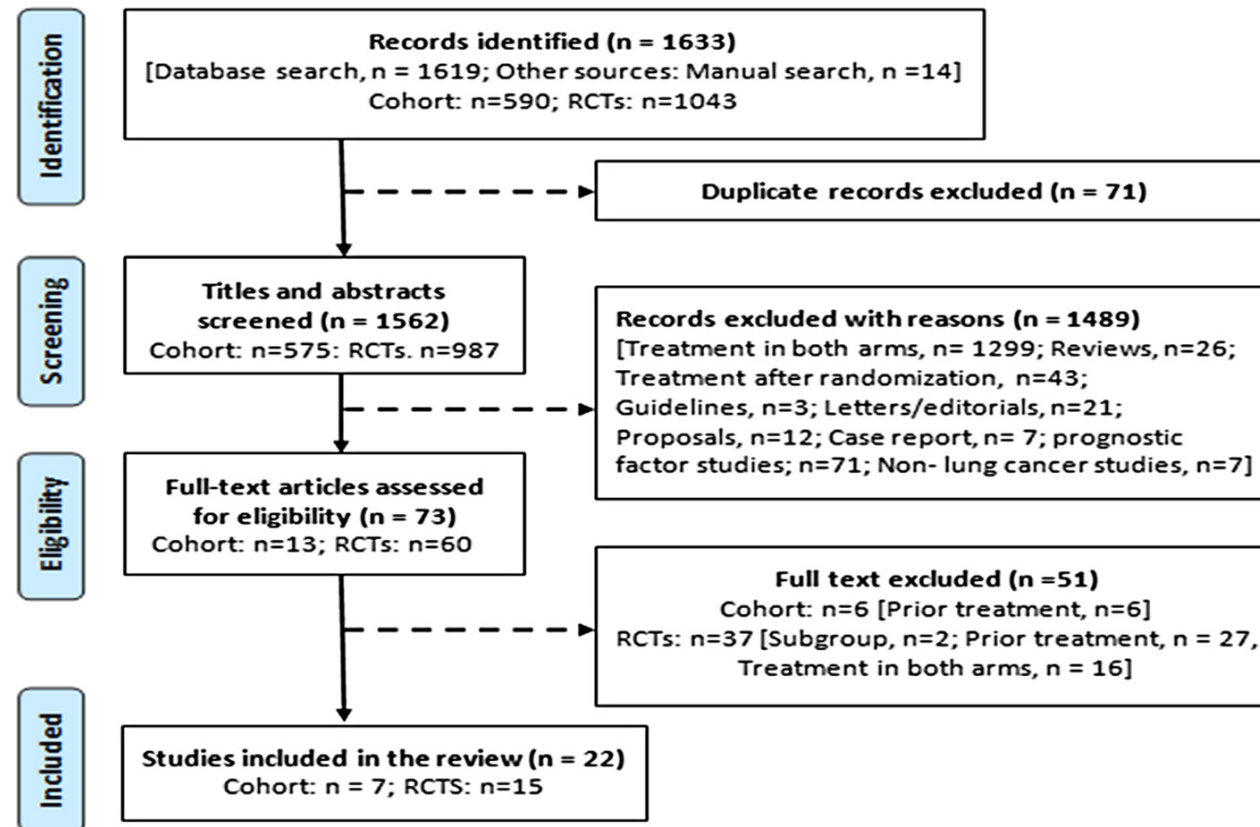 Identification
Records identified (n = 1633)
[Database search, n = 1619; Other sources: Manual search, n =14]
Cohort: n=590; RCTs: n=1043
Duplicate records excluded (n = 71)
Screening
Titles and abstracts
screened (n = 1562)
Cohort: n=575: RCTs. n=987
Records excluded with reasons (n = 1489)
[Treatment in both arms, n= 1299; Reviews, n=26;
Treatment after randomization, n=43;
Guidelines, n=3; Letters/editorials, n=21;
Proposals, n=12; Case report, n= 7; prognostic
factor studies; n=71; Non- lung cancer studies, n=7]
Eligibility
Full-text articles assessed
for eligibility (n = 73)
Cohort: n=13; RCTs: n=60
Full text excluded (n =51)
Cohort: n=6 [Prior treatment, n=6]
RCTs: n=37 [Subgroup, n=2; Prior treatment, n = 27,
Treatment in both arms, n = 16]
Included
Studies included in the review (n = 22)
Cohort: n = 7; RCTS: n=15